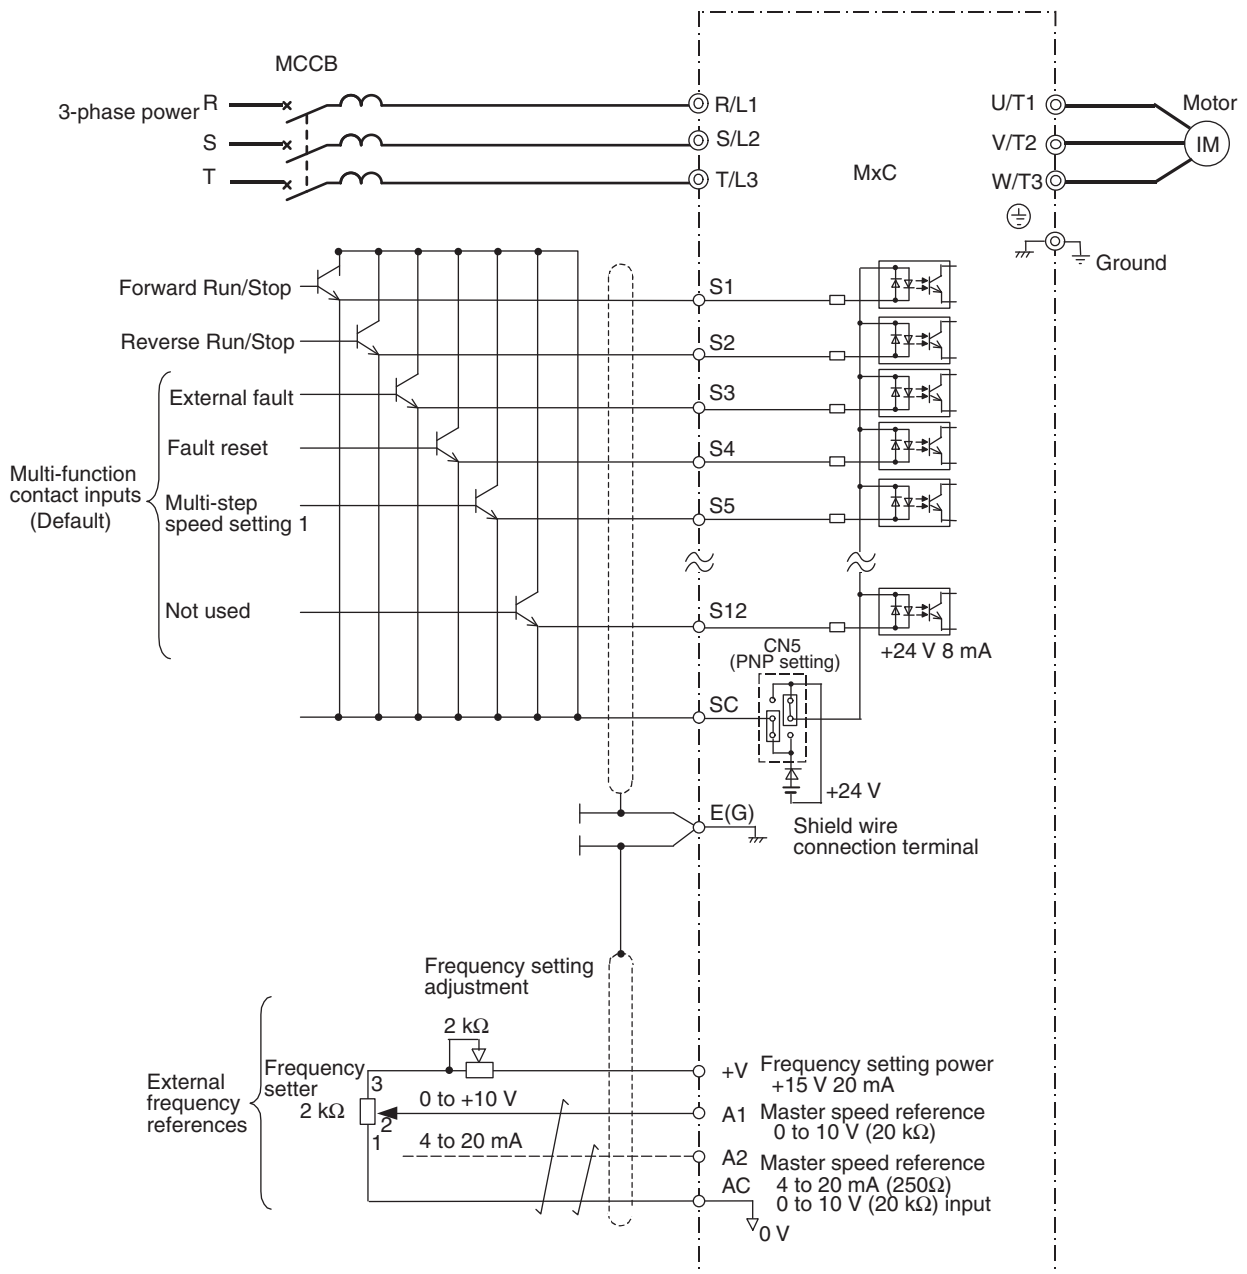 MCCB
3-phase power
R
S
T
R/L1
S/L2
T/L3
MxC
U/T1
V/T2
W/T3
Motor
IM
Ground
Forward Run/Stop
S1
Reverse Run/Stop
S2
Multi-function
contact inputs
(Default)
External fault
S3
Fault reset
S4
Multi-step
speed setting 1
S5
Not used
S12
+24 V 8 mA
CN5
(PNP setting)
SC
+24 V
E(G)
Shield wire
connection terminal
Frequency setting
adjustment
2 kΩ
External
frequency
references
Frequency
setter
2 kΩ
3
2
1
0 to +10 V
4 to 20 mA
+V
Frequency setting power
+15 V 20 mA
A1
Master speed reference
0 to 10 V (20 kΩ)
A2
Master speed reference
4 to 20 mA (250Ω)
0 to 10 V (20 kΩ) input
AC
0 V